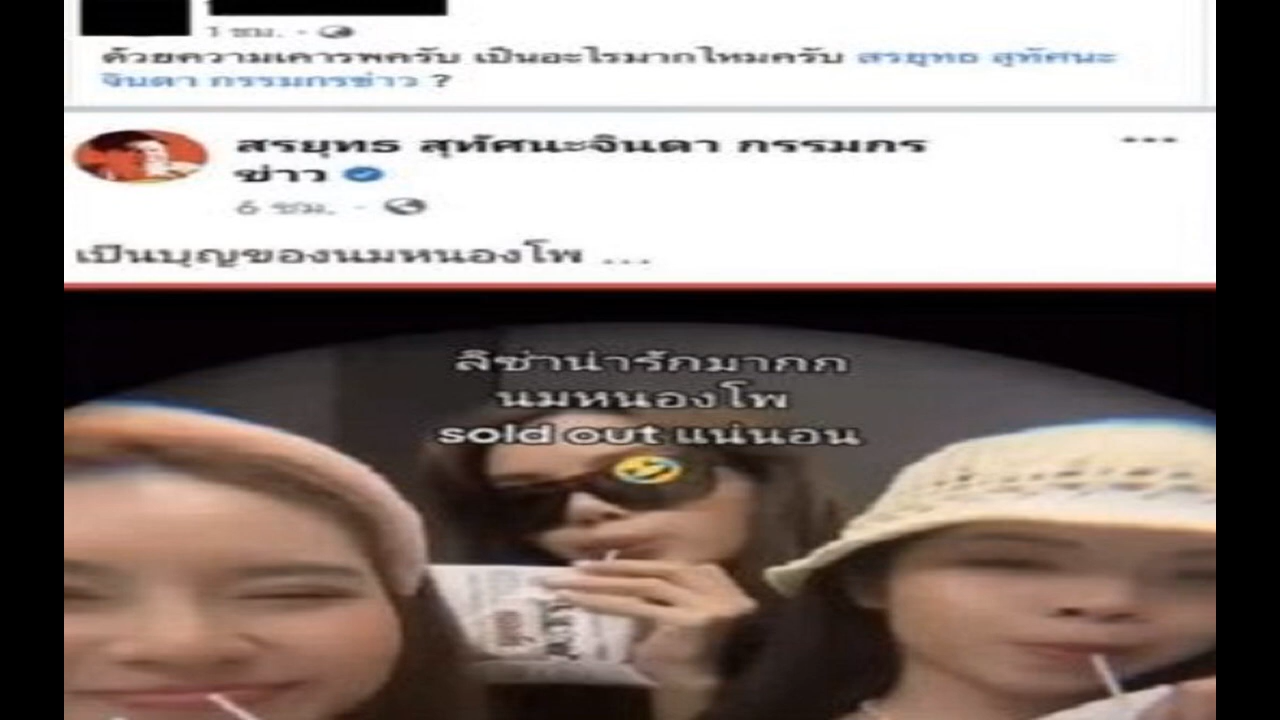 1 ชม.
ด้วยความเคารพครับ เป็นอะไรมากไหมครับ สรยุทธ สุทัศนะ
จินดา กรรมกรข่าว ?
สรยุทธ สุทัศนะจินดา กรรมกร
ข่าว
6 ชม.
เป็นบุญของนมหนองโพ ...
ลิซ่าน่ารักมากก
นมหนองโพ
sold out แน่นอน